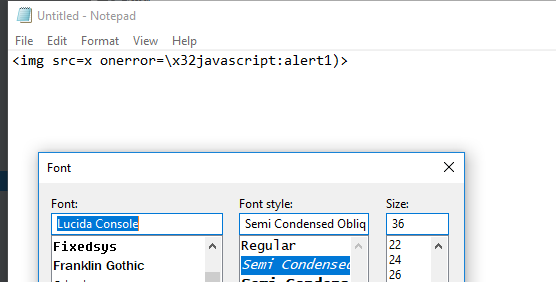 Untitled - Notepad
File Edit Format View Help
<img src=x onerror=\x32javascript:alert1)>
Font
Font: Font style: Size:
Lucida Console Semi Condensed Obliq 36
Fixedsys Regular 22
Franklin Gothic Semi Condensed 24
26